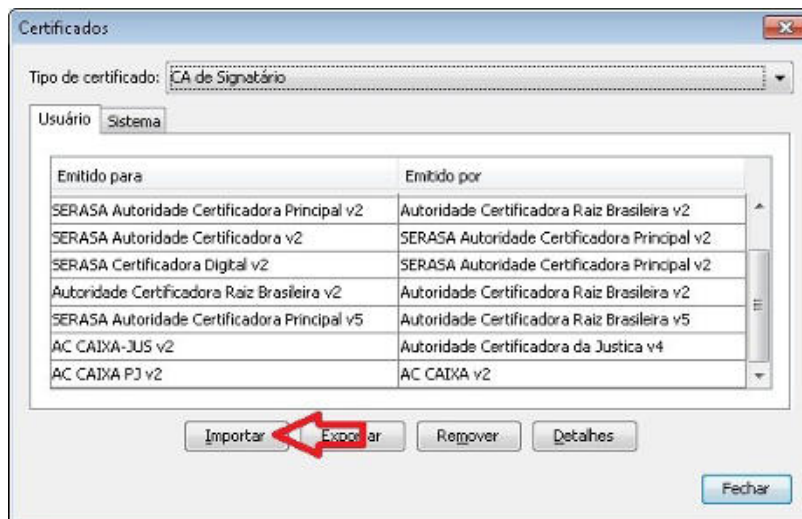 Certificados
Tipo de certificado: CA de Signatário
Usuário Sistema
Emitido para Emitido por
SERASA Autoridade Certificadora Principal v2 Autoridade Certificadora Raiz Brasileira v2
SERASA Autoridade Certificadora v2 SERASA Autoridade Certificadora Principal v2
SERASA Certificadora Digital v2 SERASA Autoridade Certificadora Principal v2
Autoridade Certificadora Raiz Brasileira v2 Autoridade Certificadora Raiz Brasileira v2
SERASA Autoridade Certificadora Principal v5 Autoridade Certificadora Raiz Brasileira v5
AC CAIXA-JUS v2 Autoridade Certificadora da Justica v4
AC CAIXA PJ v2 AC CAIXA v2
Importar Exportar Remover Detalhes
Fechar